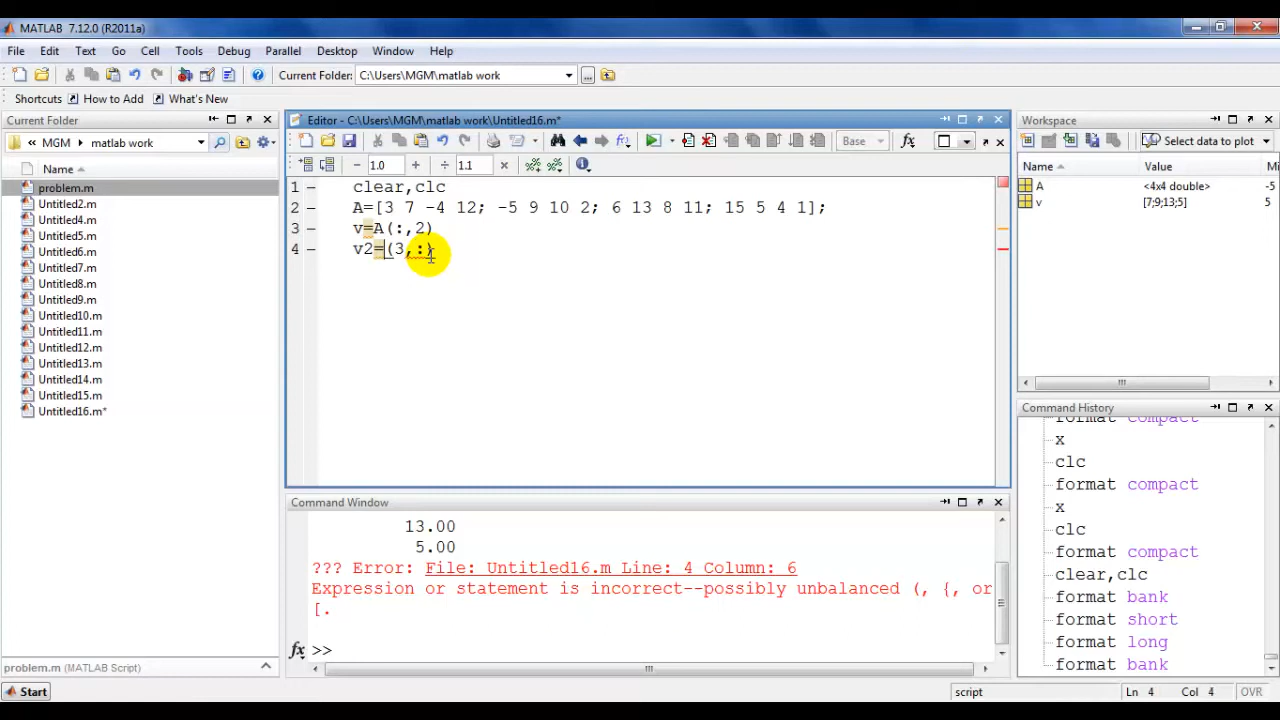 MATLAB 7.12.0 (R2011a)
File Edit Text Go Cell Tools Debug Parallel Desktop Window Help
Current Folder: C:\Users\MGM\matlab work
Shortcuts How to Add What's New
Current Folder
« MGM ▸ matlab work
Name
problem.m
Untitled2.m
Untitled4.m
Untitled5.m
Untitled6.m
Untitled7.m
Untitled8.m
Untitled9.m
Untitled10.m
Untitled11.m
Untitled12.m
Untitled13.m
Untitled14.m
Untitled15.m
Untitled16.m*
problem.m (MATLAB Script)
Editor - C:\Users\MGM\matlab work\Untitled16.m*
Base fx
1.0 1.1
1 - clear,clc
2 - A=[3 7 -4 12; -5 9 10 2; 6 13 8 11; 15 5 4 1];
3 - v=A(:,2)
4 - v2=(3,:)
Command Window
13.00
5.00
??? Error: File: Untitled16.m Line: 4 Column: 6
Expression or statement is incorrect--possibly unbalanced (, {, or
[.
fx >>
Workspace
Select data to plot
Name Value Mi
A <4x4 double> -5
v [7;9;13;5] 5
Command History
format compact
x
clc
format compact
x
clc
format compact
clear,clc
format bank
format short
format long
format bank
Start script Ln 4 Col 4 OVR